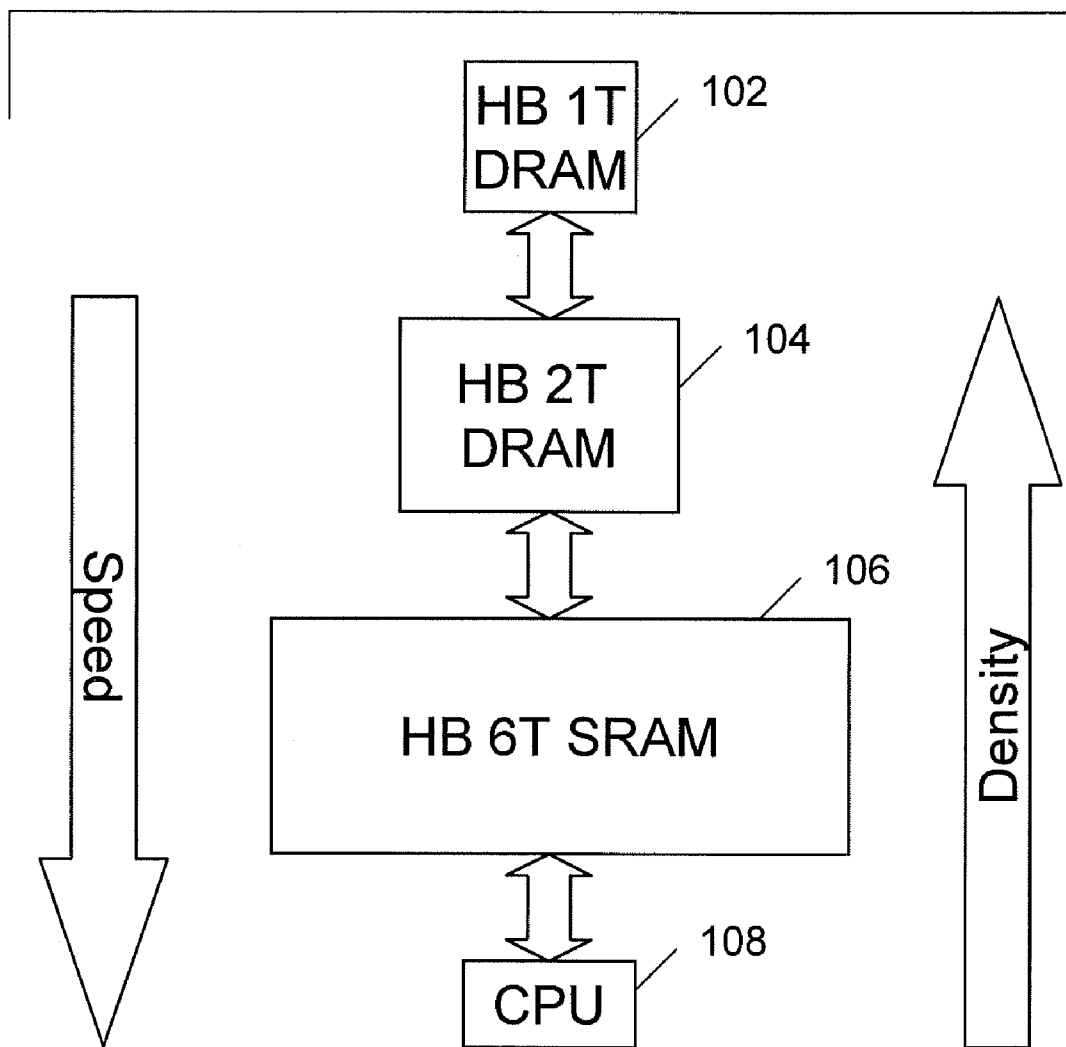 HB 1T
DRAM
102
HB 2T
DRAM
104
Speed
Density
106
HB 6T SRAM
108
CPU